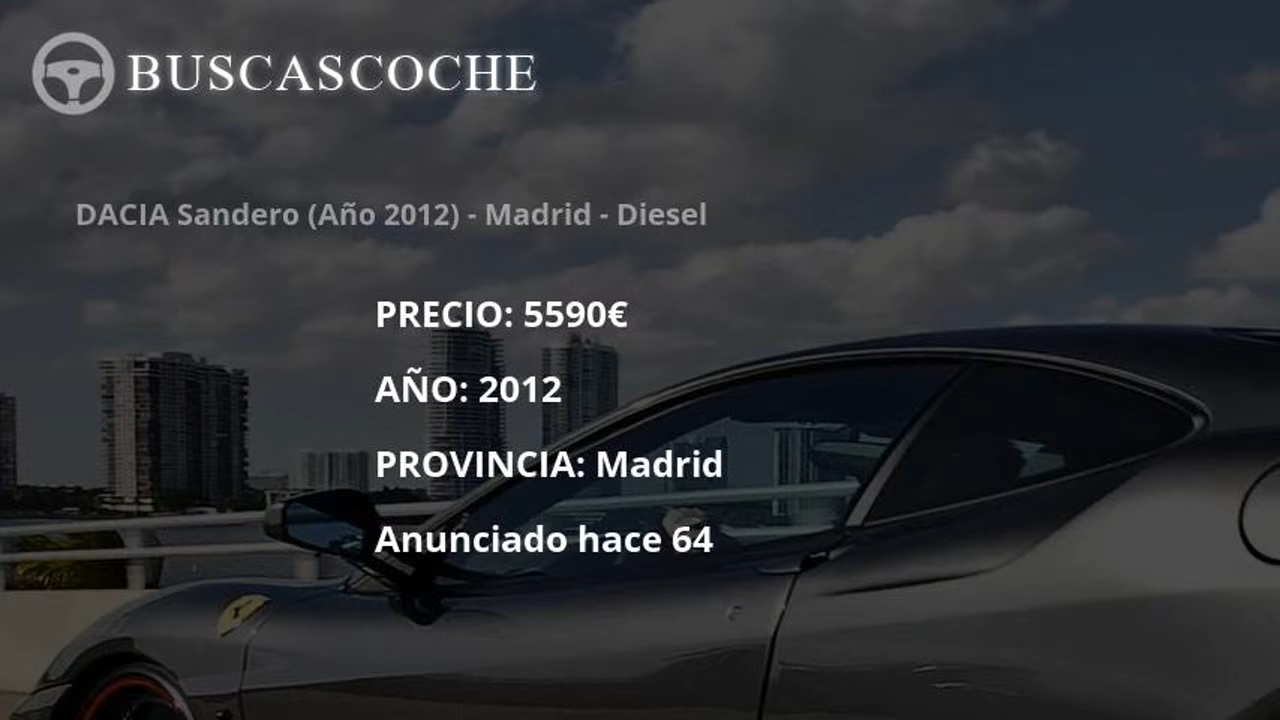 BUSCASCOCHE
DACIA Sandero (Año 2012) - Madrid - Diesel
PRECIO: 5590€
AÑO: 2012
PROVINCIA: Madrid
Anunciado hace 64